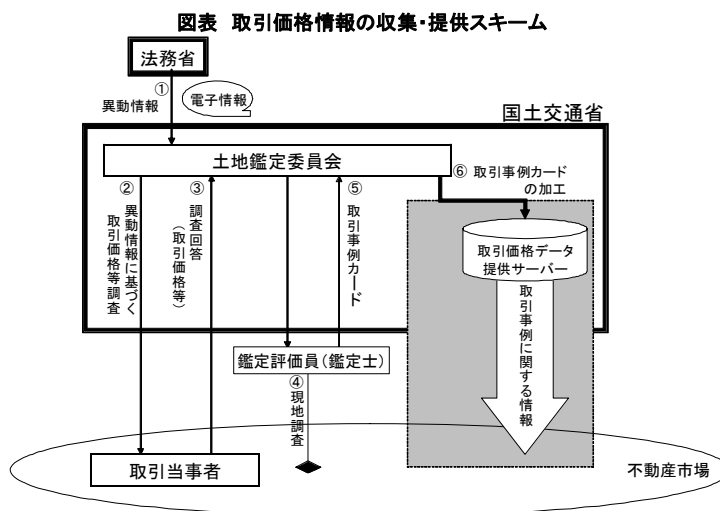 図表 取引価格情報の収集・提供スキーム
法務省
①
異動情報
電子情報
国土交通省
土地鑑定委員会
②
異動情報に基づく
取引価格等調査
③
調査回答
（取引価格等）
⑤
取引事例カード
⑥ 取引事例カード
の加工
取引価格データ
提供サーバー
取引事例に関する情報
鑑定評価員（鑑定士）
④
現地調査
取引当事者
不動産市場